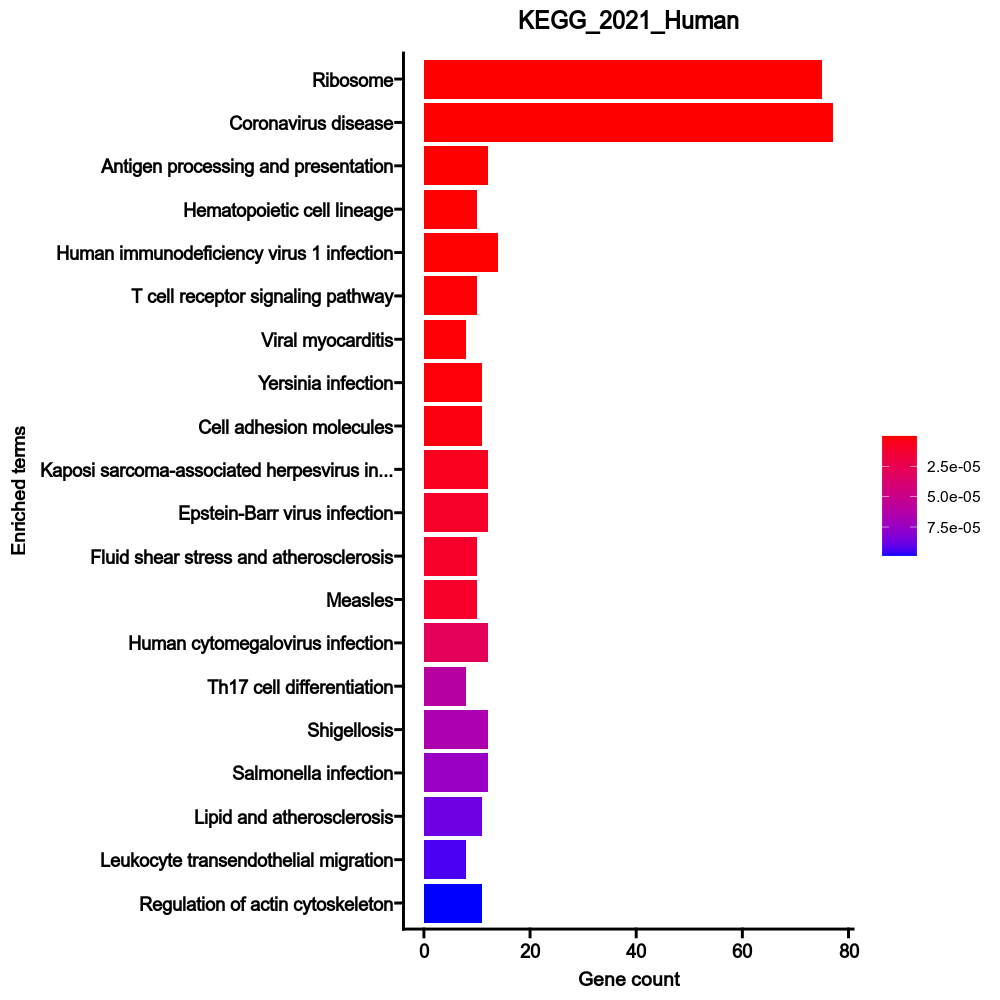 KEGG_2021_Human
Ribosome
Coronavirus disease
Antigen processing and presentation
Hematopoietic cell lineage
Human immunodeficiency virus 1 infection
T cell receptor signaling pathway
Viral myocarditis
Yersinia infection
Cell adhesion molecules
Kaposi sarcoma-associated herpesvirus in...
Epstein-Barr virus infection
Fluid shear stress and atherosclerosis
Measles
Human cytomegalovirus infection
Th17 cell differentiation
Shigellosis
Salmonella infection
Lipid and atherosclerosis
Leukocyte transendothelial migration
Regulation of actin cytoskeleton
Enriched terms
0 20 40 60 80
Gene count
2.5e-05
5.0e-05
7.5e-05